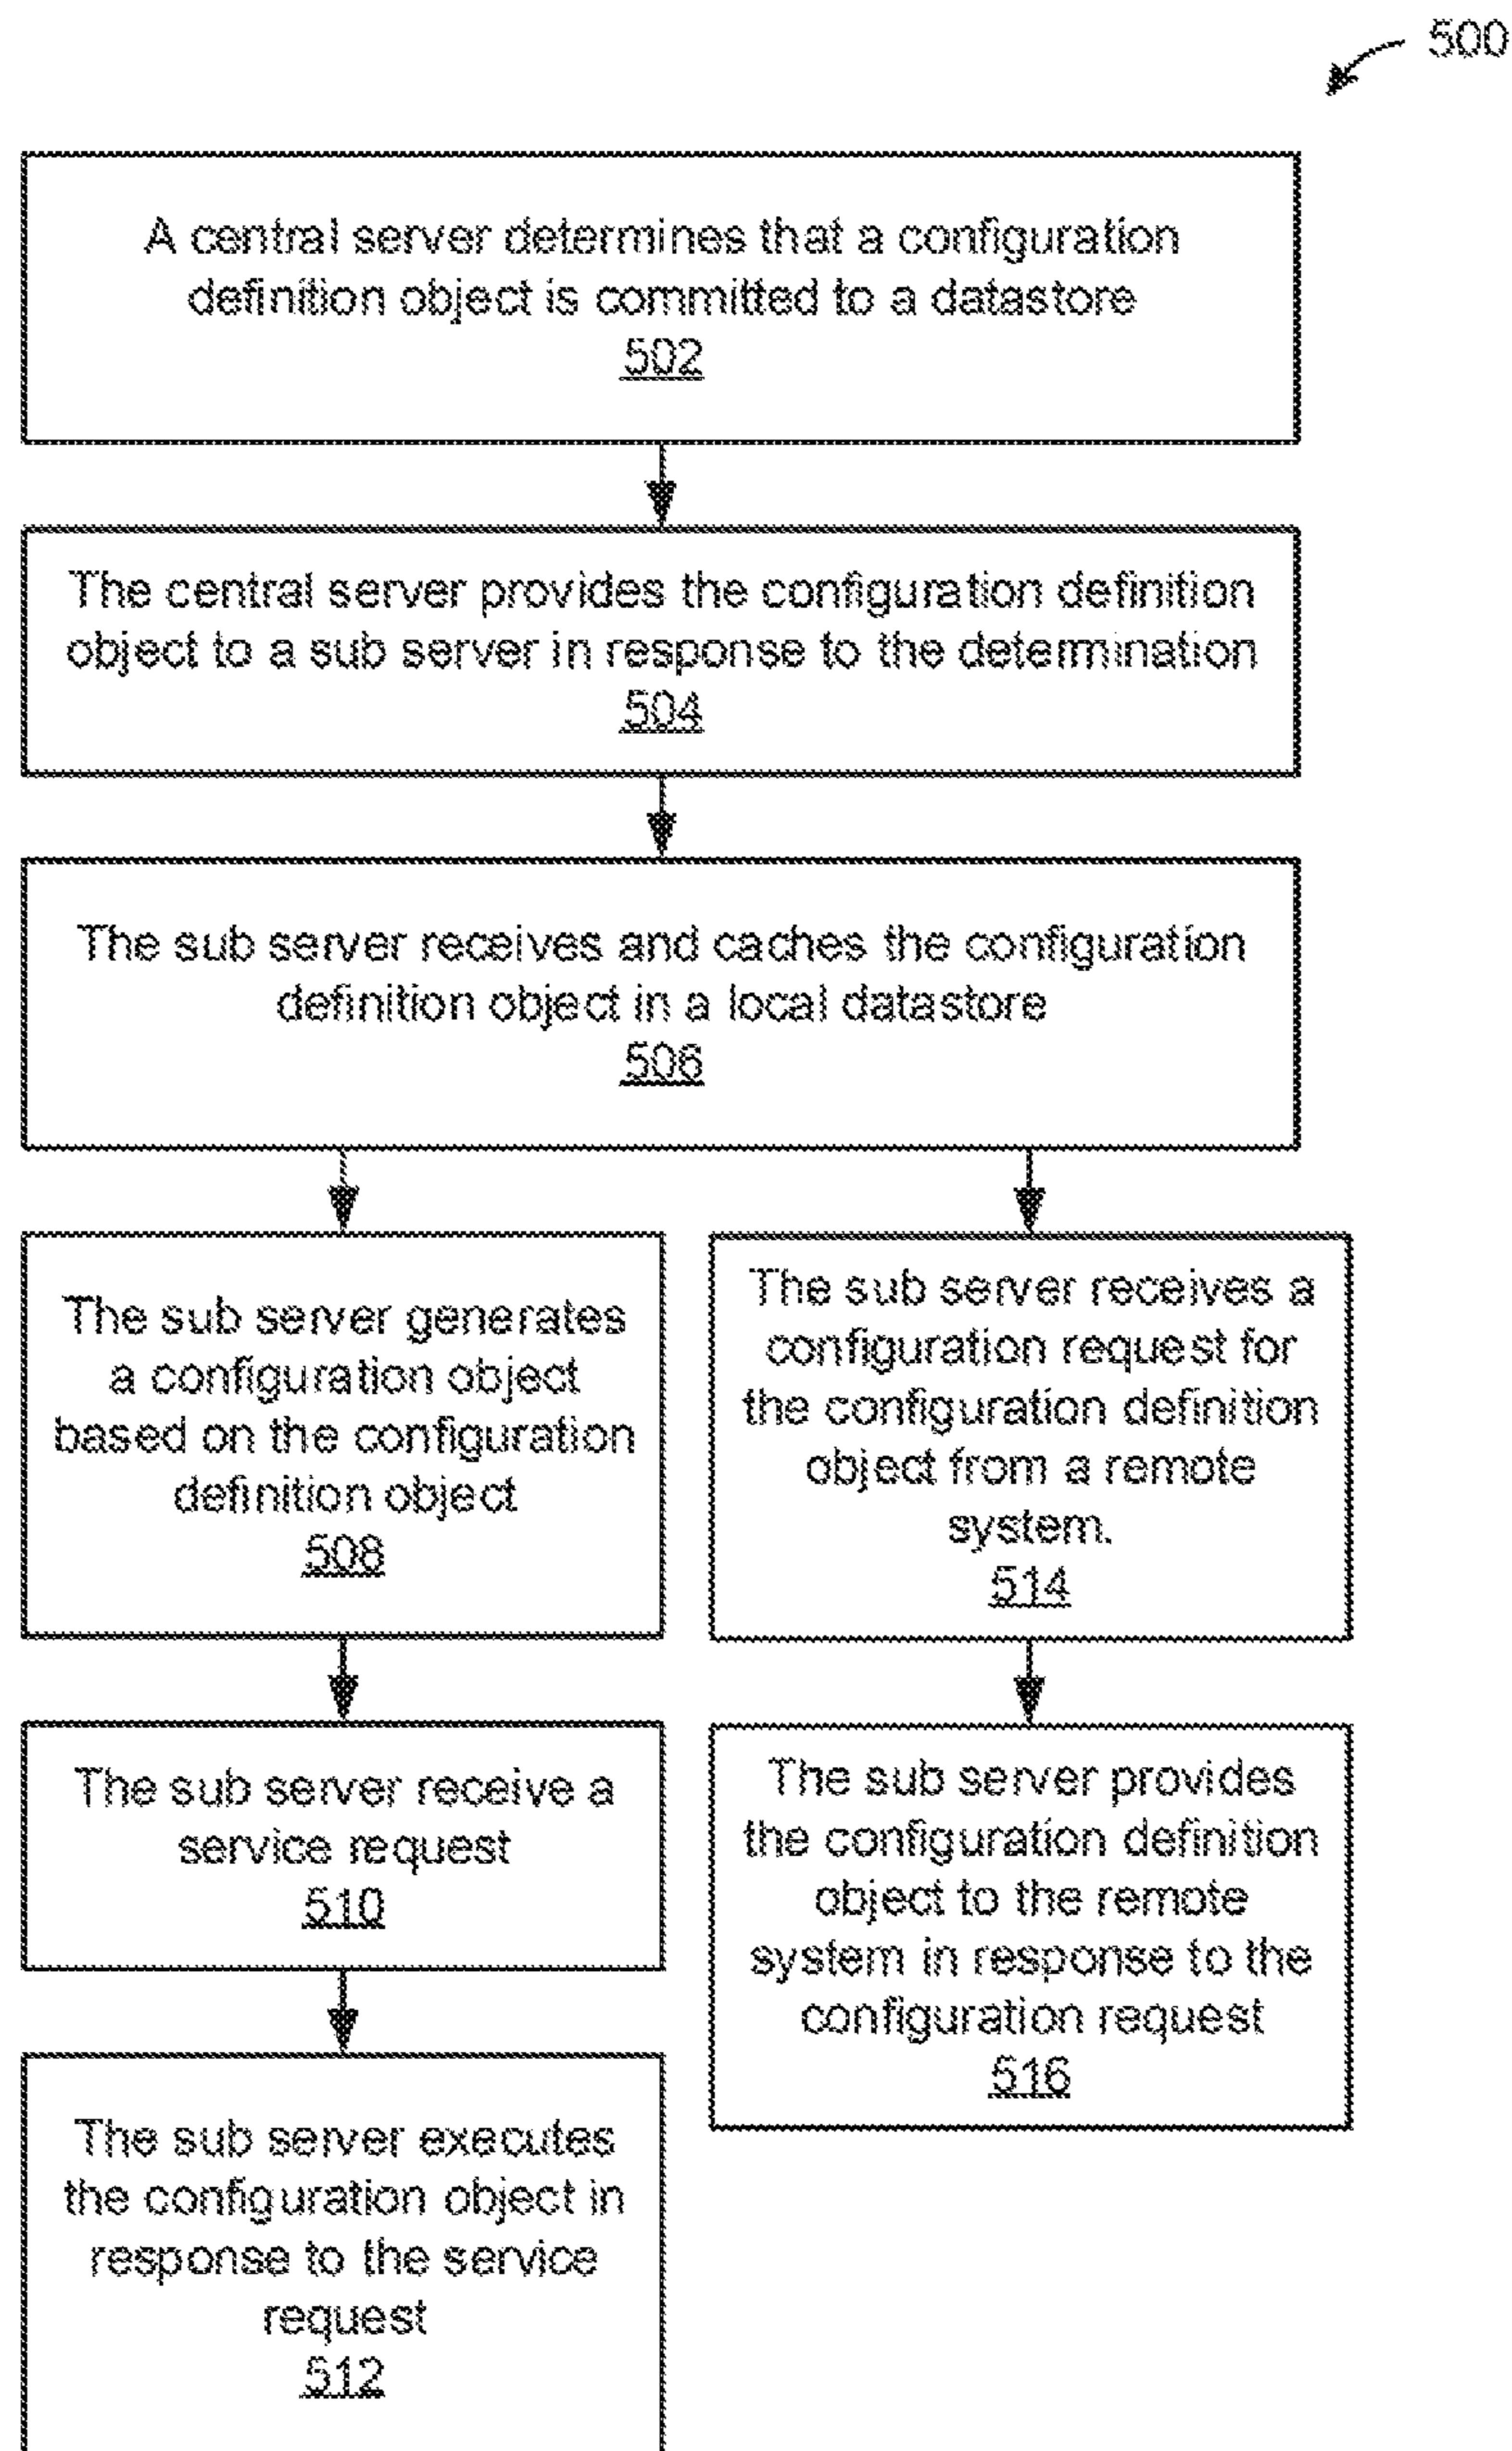 500
A central server determines that a configuration
definition object is committed to a datastore
502
The central server provides the configuration definition
object to a sub server in response to the determination
504
The sub server receives and caches the configuration
definition object in a local datastore
506
The sub server generates
a configuration object
based on the configuration
definition object
508
The sub server receive a
service request
510
The sub server executes
the configuration object in
response to the service
request
512
The sub server receives a
configuration request for
the configuration definition
object from a remote
system.
514
The sub server provides
the configuration definition
object to the remote
system in response to the
configuration request
516